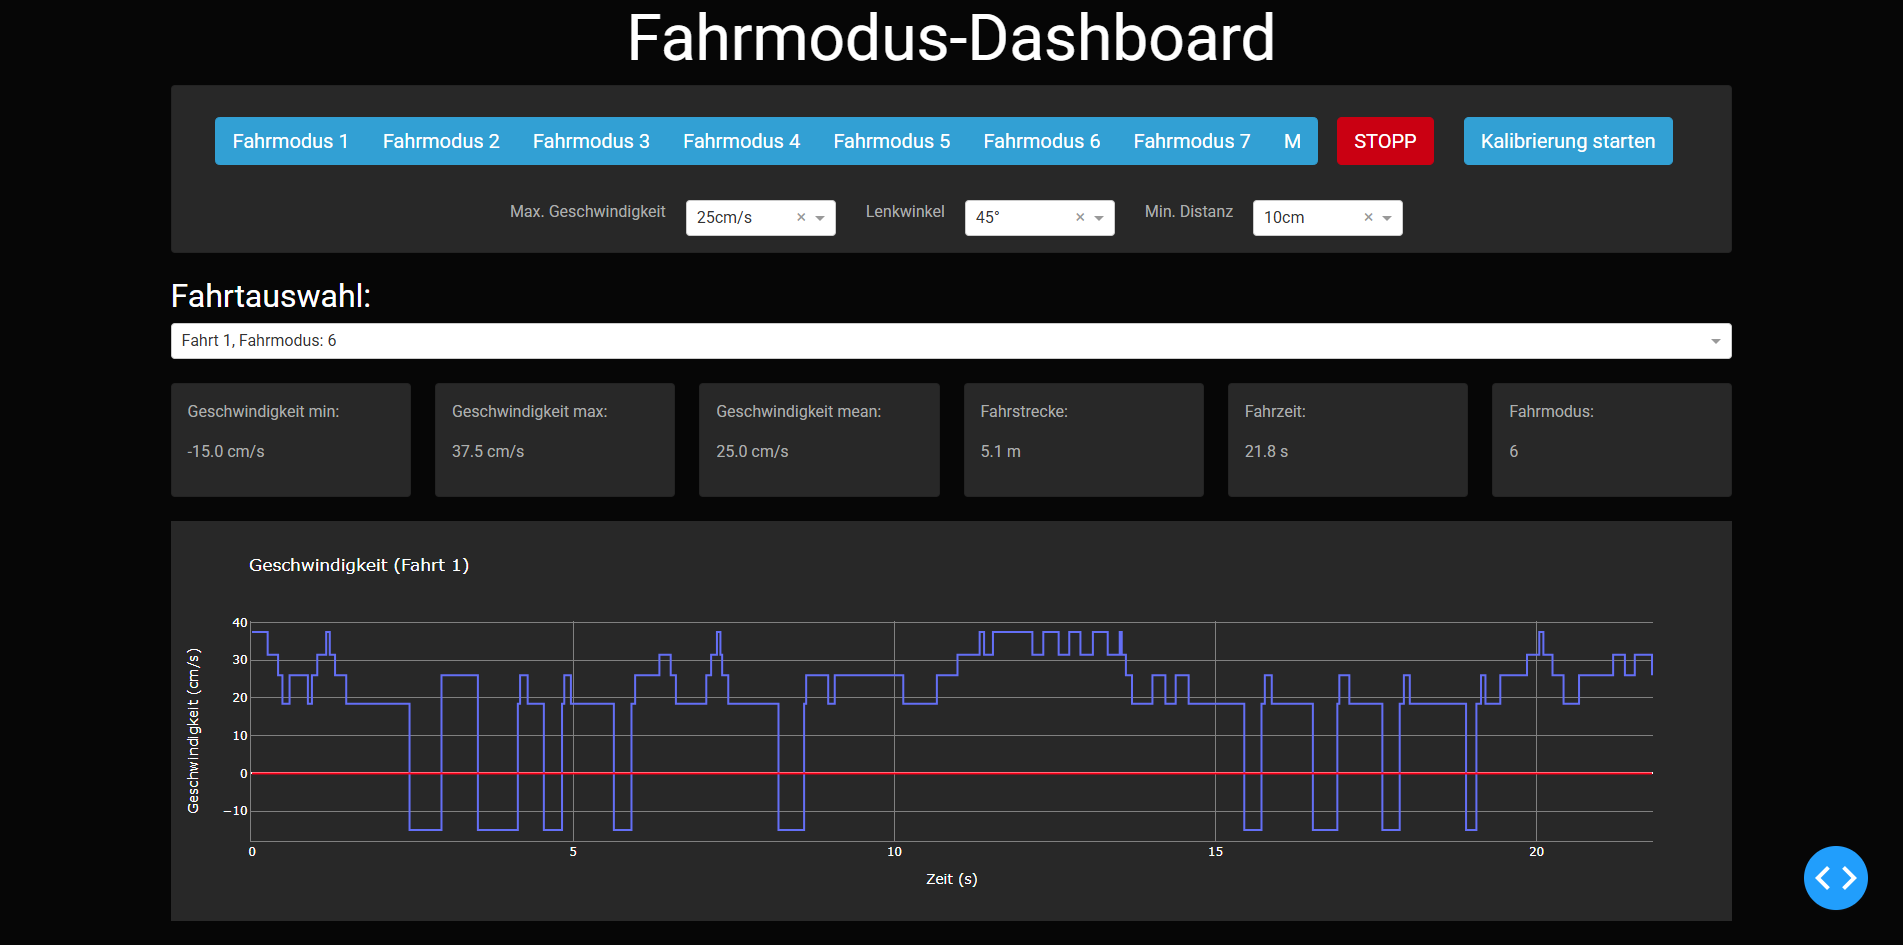 Fahrmodus-Dashboard
Fahrmodus 1 Fahrmodus 2 Fahrmodus 3 Fahrmodus 4 Fahrmodus 5 Fahrmodus 6 Fahrmodus 7 M STOPP Kalibrierung starten
Max. Geschwindigkeit 25cm/s × Lenkwinkel 45° × Min. Distanz 10cm ×
Fahrtauswahl:
Fahrt 1, Fahrmodus: 6
Geschwindigkeit min: Geschwindigkeit max: Geschwindigkeit mean: Fahrstrecke: Fahrzeit: Fahrmodus:
-15.0 cm/s 37.5 cm/s 25.0 cm/s 5.1 m 21.8 s 6
Geschwindigkeit (Fahrt 1)
Geschwindigkeit (cm/s)
40
30
20
10
0
−10
0 5 10 15 20
Zeit (s)